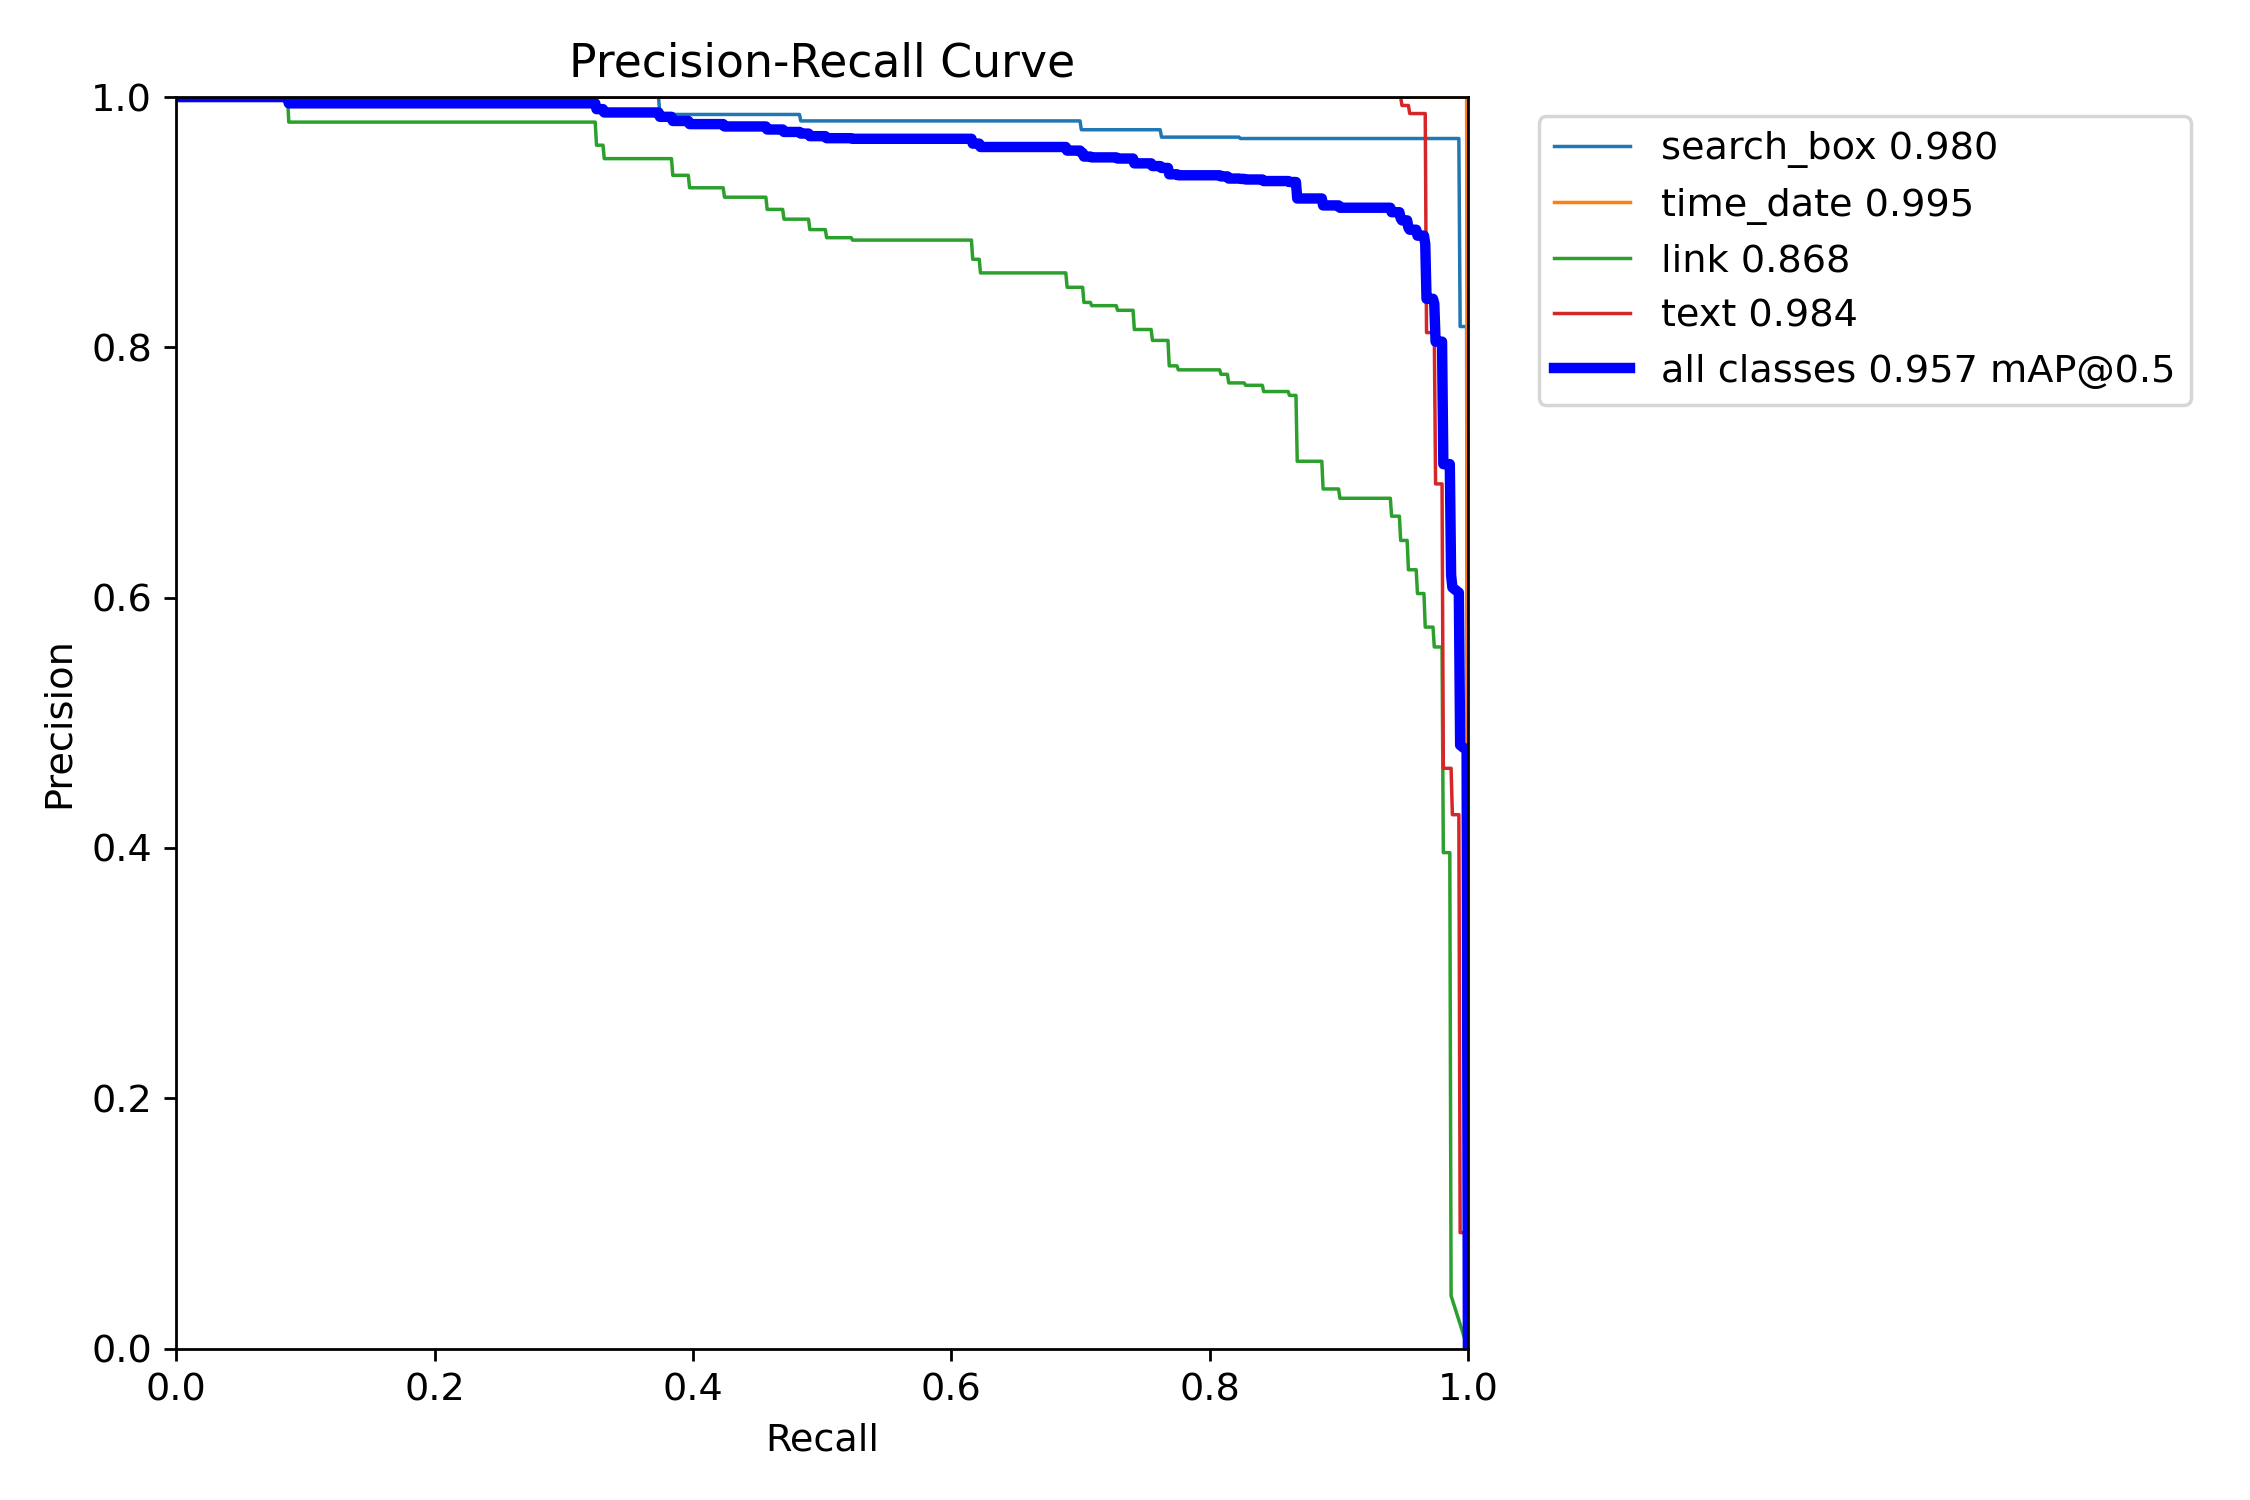 Precision-Recall Curve
1.0
0.8
0.6
0.4
0.2
0.0
Precision
0.0 0.2 0.4 0.6 0.8 1.0
Recall
search_box 0.980
time_date 0.995
link 0.868
text 0.984
all classes 0.957 mAP@0.5